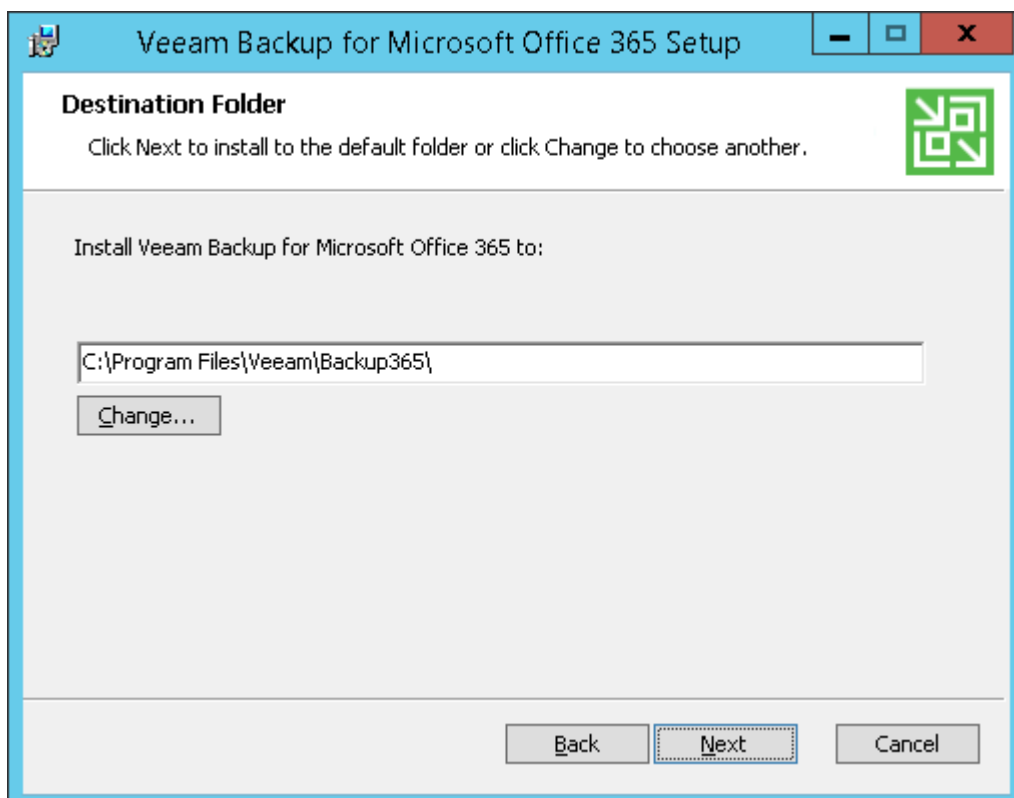 Veeam Backup for Microsoft Office 365 Setup
Destination Folder
Click Next to install to the default folder or click Change to choose another.
Install Veeam Backup for Microsoft Office 365 to:
C:\Program Files\Veeam\Backup365\
Change...
Back Next Cancel